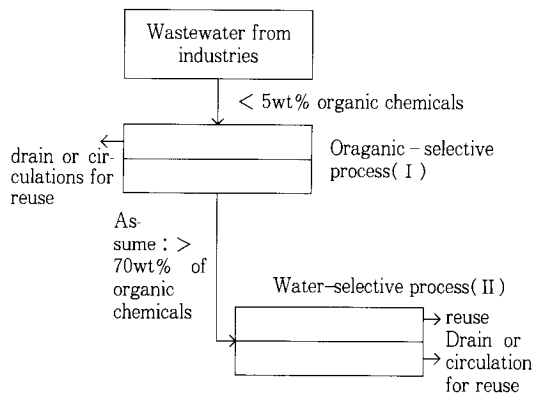 Wastewater from
industries
< 5wt% organic chemicals
Oraganic-selective
process( I )
drain or cir-
culations for
reuse
As-
sume : >
70wt% of
organic
chemicals
Water-selective process( II )
reuse
Drain or
circulation
for reuse